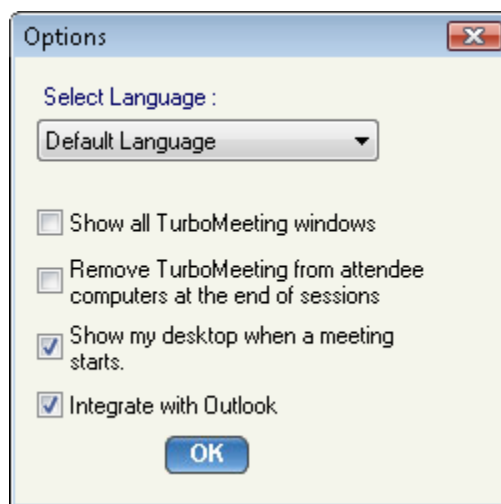 Options
Select Language :
Default Language
Show all TurboMeeting windows
Remove TurboMeeting from attendee
computers at the end of sessions
Show my desktop when a meeting
starts.
Integrate with Outlook
OK